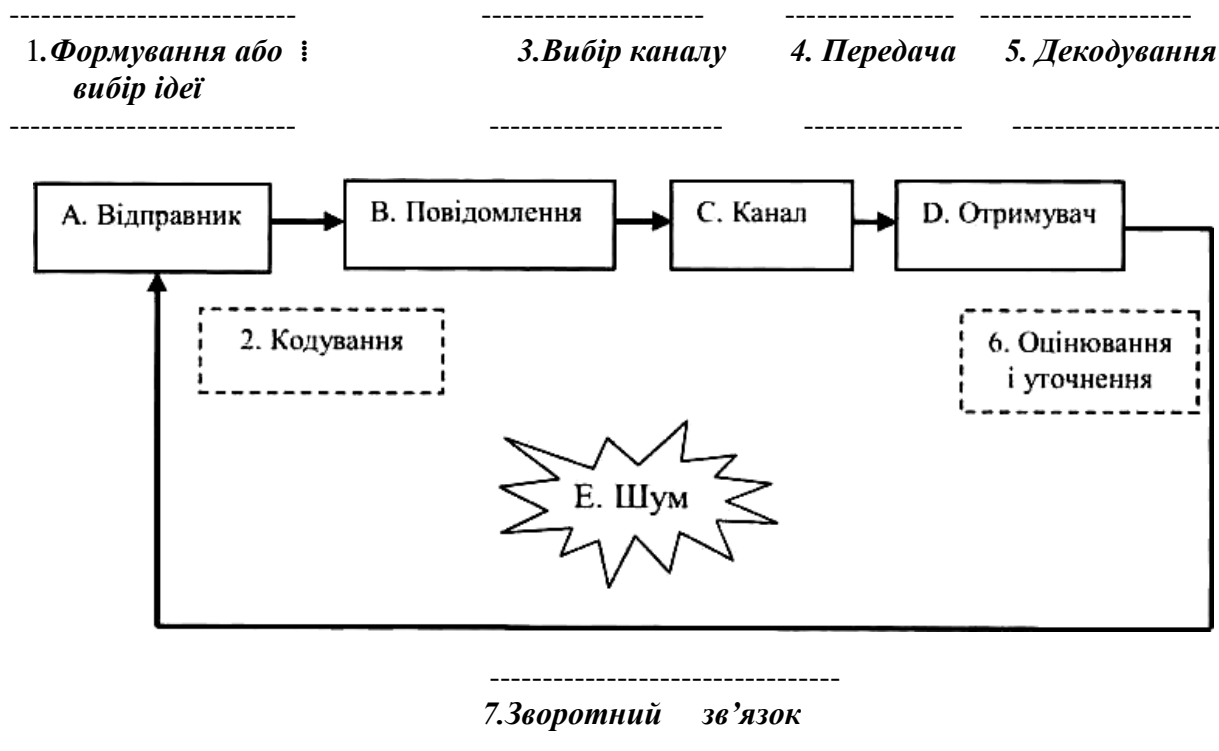 1.Формування або
вибір ідеї
3.Вибір каналу
4. Передача
5. Декодування
А. Відправник
В. Повідомлення
С. Канал
D. Отримувач
2. Кодування
6. Оцінювання
і уточнення
Е. Шум
7.Зворотний зв’язок